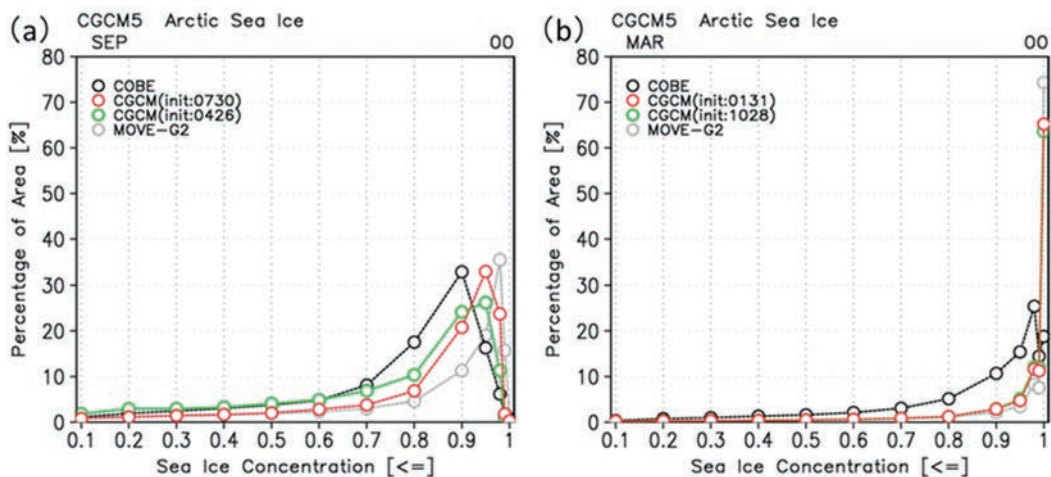 (a)
CGCM5 Arctic Sea Ice
SEP 00
80
70
60
50
40
30
20
10
0
Percentage of Area [%]
COBE
CGCM(init:0730)
CGCM(init:0426)
MOVE-G2
0.1 0.2 0.3 0.4 0.5 0.6 0.7 0.8 0.9 1
Sea Ice Concentration [<=]
(b)
CGCM5 Arctic Sea Ice
MAR 00
80
70
60
50
40
30
20
10
0
Percentage of Area [%]
COBE
CGCM(init:0131)
CGCM(init:1028)
MOVE-G2
0.1 0.2 0.3 0.4 0.5 0.6 0.7 0.8 0.9 1
Sea Ice Concentration [<=]